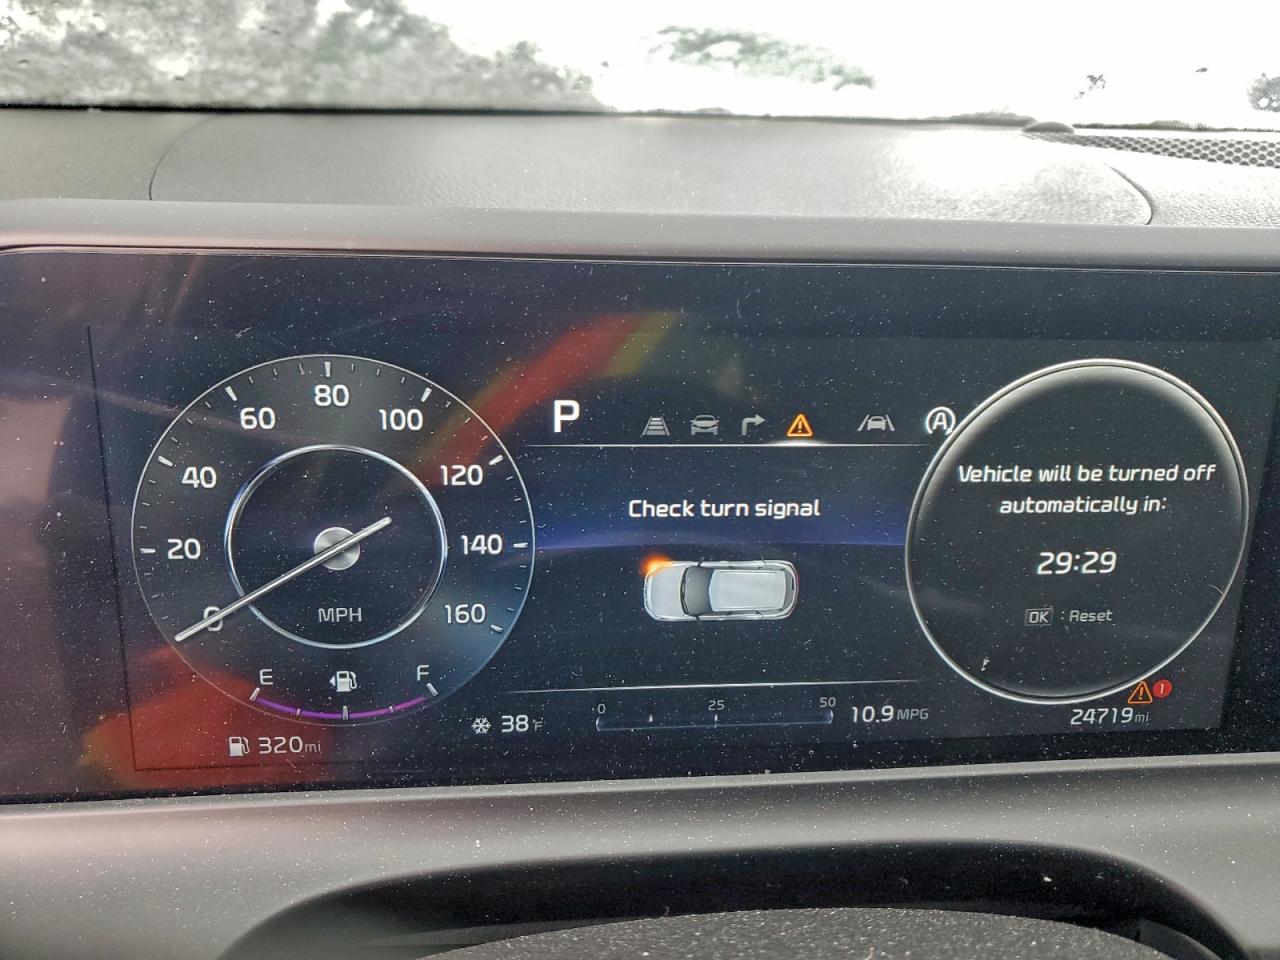 80
60
100
40
120
20
140
0
160
MPH
E
F
320mi
P
A
Check turn signal
38°F
0
25
50
10.9MPG
Vehicle will be turned off
automatically in:
29:29
OK : Reset
1
24719mi